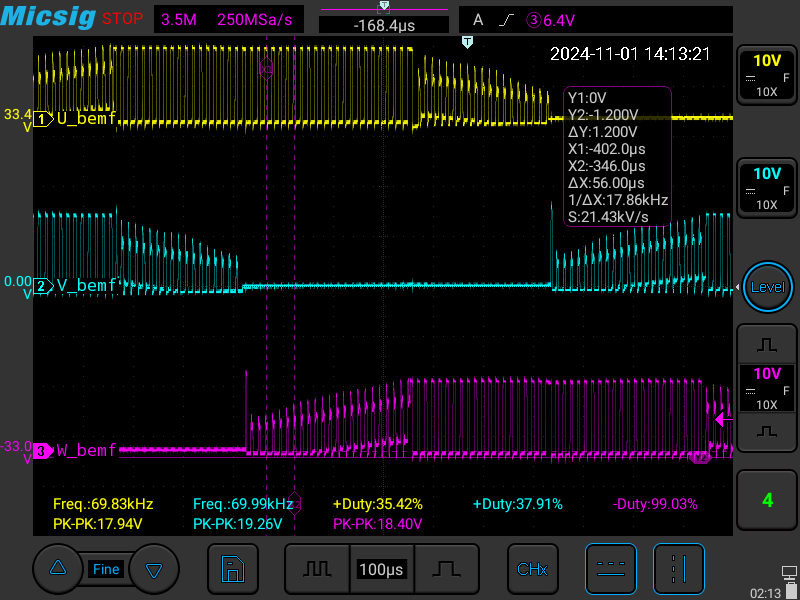 Micsig STOP 3.5M 250MSa/s -168.4µs A ③6.4V
T
2024-11-01 14:13:21
10V
F
10X
33.4 V
1 U_bemf
Y1:0V
Y2:-1.200V
ΔY:1.200V
X1:-402.0µs
X2:-346.0µs
ΔX:56.00µs
1/ΔX:17.86kHz
S:21.43kV/s
10V
F
10X
0.00 V
2 V_bemf
Level
10V
F
10X
-33.0 V
3 W_bemf
Freq.:69.83kHz Freq.:69.99kHz +Duty:35.42% +Duty:37.91% -Duty:99.03%
PK-PK:17.94V PK-PK:19.26V PK-PK:18.40V
4
Fine 100µs CHx
02:13